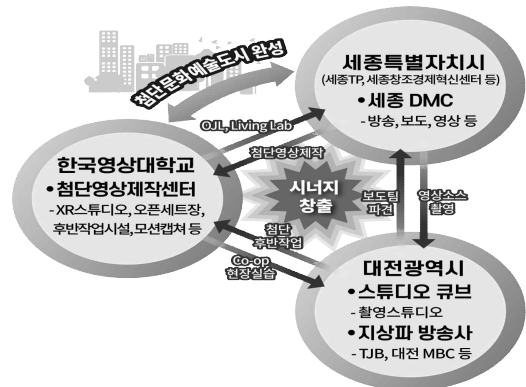 첨단문화예술도시 완성
세종특별자치시
(세종TP, 세종창조경제혁신센터 등)
•세종 DMC
- 방송, 보도, 영상 등
OJL, Living Lab
첨단영상제작
한국영상대학교
•첨단영상제작센터
- XR스튜디오, 오픈세트장,
후반작업시설, 모션캡쳐 등
시너지
창출
보도팀
파견
영상소스
촬영
첨단
후반작업
Co-op
현장실습
대전광역시
•스튜디오 큐브
- 촬영스튜디오
•지상파 방송사
- TJB, 대전 MBC 등